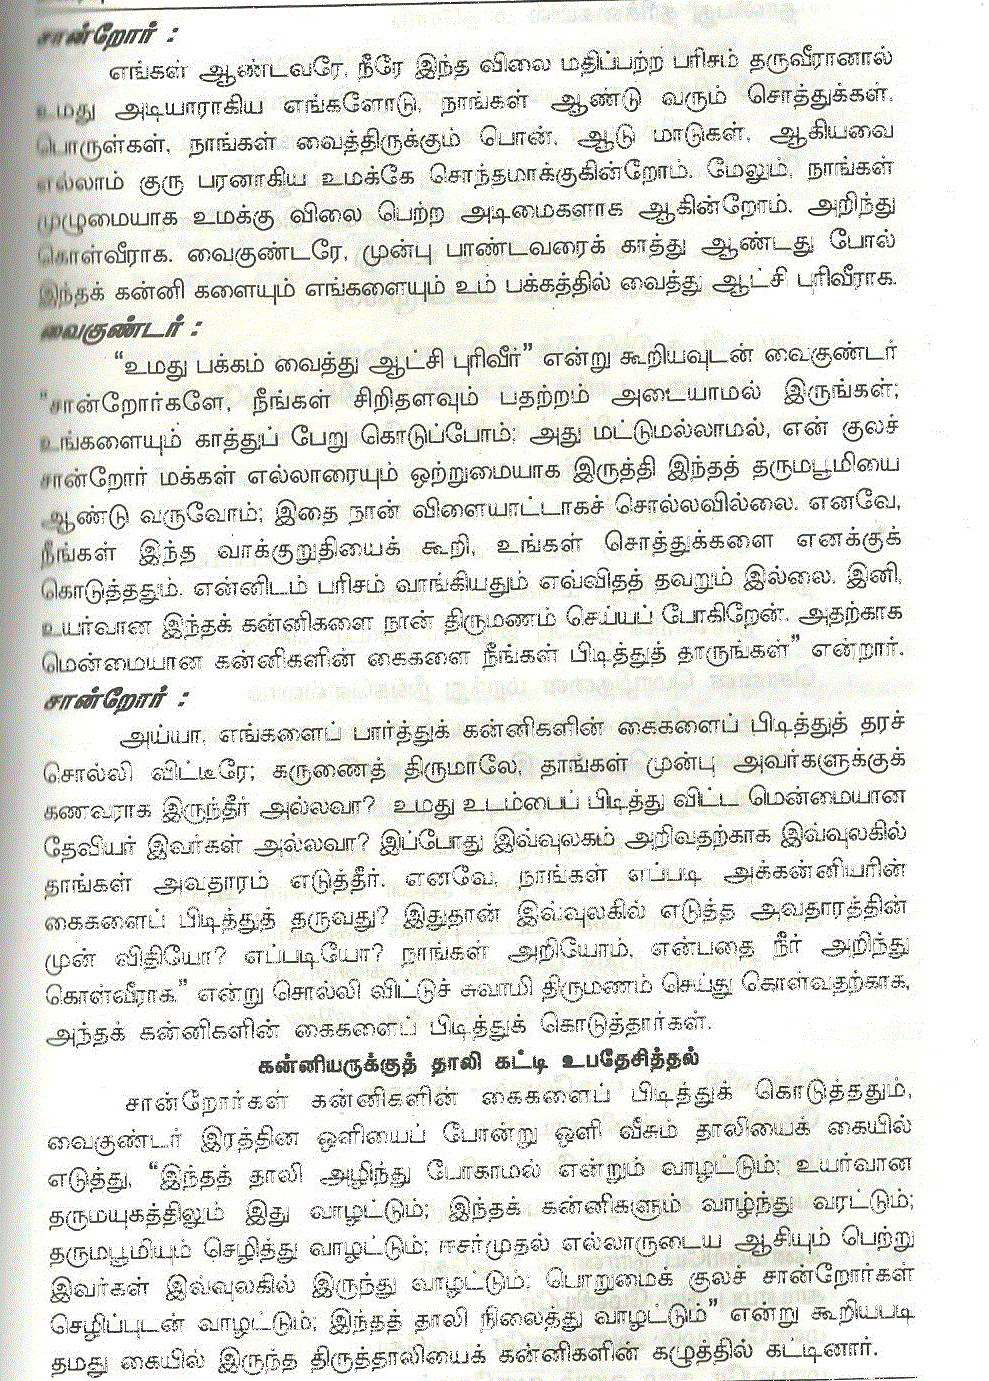 சான்றோர் :
எங்கள் ஆண்டவரே, நீரே இந்த விலை மதிப்பற்ற பரிசம் தருவீரானால்
உமது அடியாராகிய எங்களோடு, நாங்கள் ஆண்டு வரும் சொத்துக்கள்,
பொருள்கள், நாங்கள் வைத்திருக்கும் பொன், ஆடு மாடுகள், ஆகியவை
எல்லாம் குரு பரனாகிய உமக்கே சொந்தமாக்குகின்றோம். மேலும், நாங்கள்
முழுமையாக உமக்கு விலை பெற்ற அடிமைகளாக ஆகின்றோம். அறிந்து
கொள்வீராக. வைகுண்டரே, முன்பு பாண்டவரைக் காத்து ஆண்டது போல்
இந்தக் கன்னி களையும் எங்களையும் உம் பக்கத்தில் வைத்து ஆட்சி புரிவீராக.
வைகுண்டர் :
“உமது பக்கம் வைத்து ஆட்சி புரிவீர்” என்று கூறியவுடன் வைகுண்டர்
“சான்றோர்களே, நீங்கள் சிறிதளவும் பதற்றம் அடையாமல் இருங்கள்;
உங்களையும் காத்துப் பேறு கொடுப்போம்; அது மட்டுமல்லாமல், என் குலச்
சான்றோர் மக்கள் எல்லாரையும் ஒற்றுமையாக இருத்தி இந்தத் தருமபூமியை
ஆண்டு வருவோம்; இதை நான் விளையாட்டாகச் சொல்லவில்லை. எனவே,
நீங்கள் இந்த வாக்குறுதியைக் கூறி, உங்கள் சொத்துக்களை எனக்குக்
கொடுத்ததும். என்னிடம் பரிசம் வாங்கியதும் எவ்விதத் தவறும் இல்லை. இனி,
உயர்வான இந்தக் கன்னிகளை நான் திருமணம் செய்யப் போகிறேன். அதற்காக
மென்மையான கன்னிகளின் கைகளை நீங்கள் பிடித்துத் தாருங்கள்” என்றார்.
சான்றோர் :
அய்யா, எங்களைப் பார்த்துக் கன்னிகளின் கைகளைப் பிடித்துத் தரச்
சொல்லி விட்டீரே; கருணைத் திருமாலே, தாங்கள் முன்பு அவர்களுக்குக்
கணவராக இருந்தீர் அல்லவா? உமது உடம்பைப் பிடித்து விட்ட மென்மையான
தேவியர் இவர்கள் அல்லவா? இப்போது இவ்வுலகம் அறிவதற்காக இவ்வுலகில்
தாங்கள் அவதாரம் எடுத்தீர். எனவே, நாங்கள் எப்படி அக்கன்னியரின்
கைகளைப் பிடித்துத் தருவது? இதுதான் இவ்வுலகில் எடுத்த அவதாரத்தின்
முன் விதியோ? எப்படியோ? நாங்கள் அறியோம், என்பதை நீர் அறிந்து
கொள்வீராக.” என்று சொல்லி விட்டுச் சுவாமி திருமணம் செய்து கொள்வதற்காக,
அந்தக் கன்னிகளின் கைகளைப் பிடித்துக் கொடுத்தார்கள்.
கன்னியருக்குத் தாலி கட்டி உபதேசித்தல்
சான்றோர்கள் கன்னிகளின் கைகளைப் பிடித்துக் கொடுத்ததும்,
வைகுண்டர் இரத்தின ஒளியைப் போன்று ஒளி வீசும் தாலியைக் கையில்
எடுத்து, “இந்தத் தாலி அழிந்து போகாமல் என்றும் வாழட்டும்; உயர்வான
தருமயுகத்திலும் இது வாழட்டும்; இந்தக் கன்னிகளும் வாழ்ந்து வரட்டும்;
தருமபூமியும் செழித்து வாழட்டும்; ஈசர்முதல் எல்லாருடைய ஆசியும் பெற்று
இவர்கள் இவ்வுலகில் இருந்து வாழட்டும்; பொறுமைக் குலச் சான்றோர்கள்
செழிப்புடன் வாழட்டும்; இந்தத் தாலி நிலைத்து வாழட்டும்” என்று கூறியபடி
தமது கையில் இருந்த திருத்தாலியைக் கன்னிகளின் கழுத்தில் கட்டினார்.